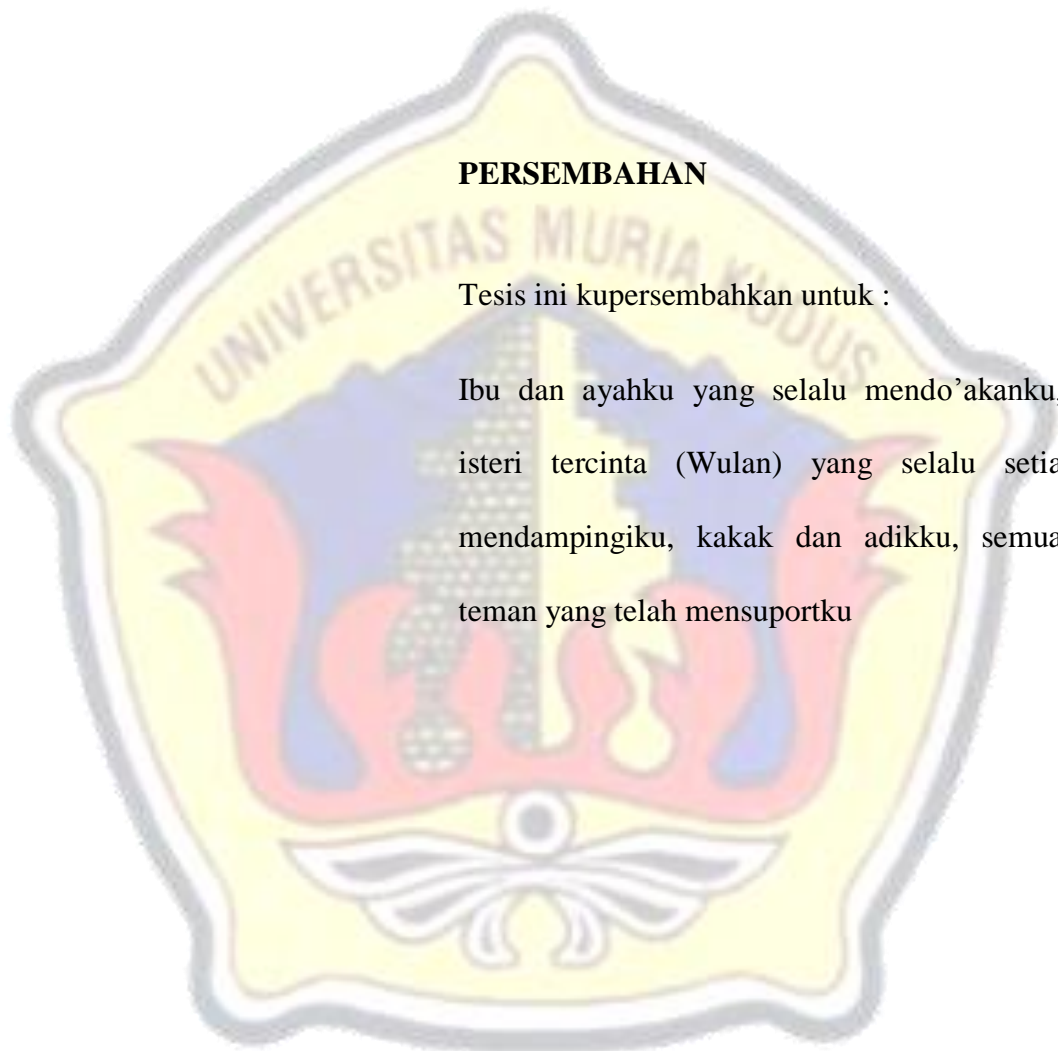 PERSEMBAHAN
UNIVERSITAS MURIA KUDUS
Tesis ini kupersembahkan untuk :
Ibu dan ayahku yang selalu mendo’akanku,
isteri tercinta (Wulan) yang selalu setia
mendampingiku, kakak dan adikku, semua
teman yang telah mensuportku